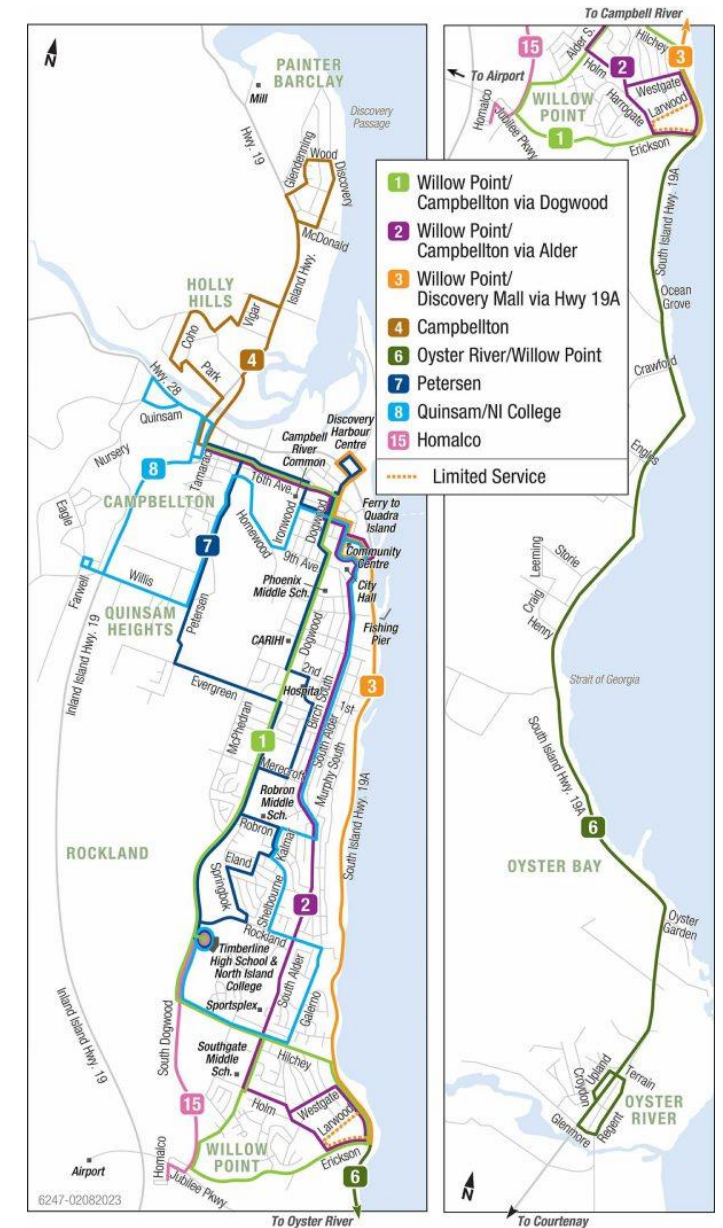 N
PAINTER
BARCLAY
Mill
Discovery
Passage
Hwy. 19
Glendenning
Wood
Discovery
McDonald
HOLLY
HILLS
Island Hwy.
Vigar
Coho
Park
4
Hwy. 28
Quinsam
Nursery
8
Tamarac
CAMPBELLTON
Eagle
7
Discovery
Harbour
Centre
Campbell
River
Common
16th Ave.
Ironwood
Dogwood
Homewood
9th Ave
Ferry to
Quadra
Island
Community
Centre
City
Hall
Phoenix
Middle Sch.
Fishing
Pier
Farwell
Willis
QUINSAM
HEIGHTS
Petersen
CARIHI
Dogwood
2nd
Hospital
Birch South
1st
3
Evergreen
Inland Island Hwy. 19
McPhedran
1
Merecroft
South Alder
Murphy South
South Island Hwy. 19A
Robron
Middle
Sch.
Robron
Kalma
ROCKLAND
Eland
Springbok
Shelbourne
2
Rockland
Timberline
High School &
North Island
College
South Alder
Sportsplex
Galerno
Inland Island Hwy. 19
South Dogwood
Southgate
Middle
Sch.
Hilchey
15
Holm
Westgate
Larwood
WILLOW
POINT
Erickson
Homalco
Jubilee Pkwy
6
Airport
6247-02082023
To Oyster River
To Campbell River
15
Alder S.
Hilchey
3
2
Holm
To Airport
WILLOW
POINT
Harrogate
Westgate
Larwood
Homalco
Jubilee Pkwy
1
Erickson
1 Willow Point/
Campbellton via Dogwood
2 Willow Point/
Campbellton via Alder
3 Willow Point/
Discovery Mall via Hwy 19A
4 Campbellton
6 Oyster River/Willow Point
7 Petersen
8 Quinsam/NI College
15 Homalco
Limited Service
South Island Hwy. 19A
Ocean
Grove
Crawford
Engles
Storie
Leeming
Craig
Henry
Strait of Georgia
South Island Hwy. 19A
6
OYSTER BAY
Oyster
Garden
Upland
Croydon
Terrain
Regent
Glenmore
OYSTER
RIVER
N
To Courtenay